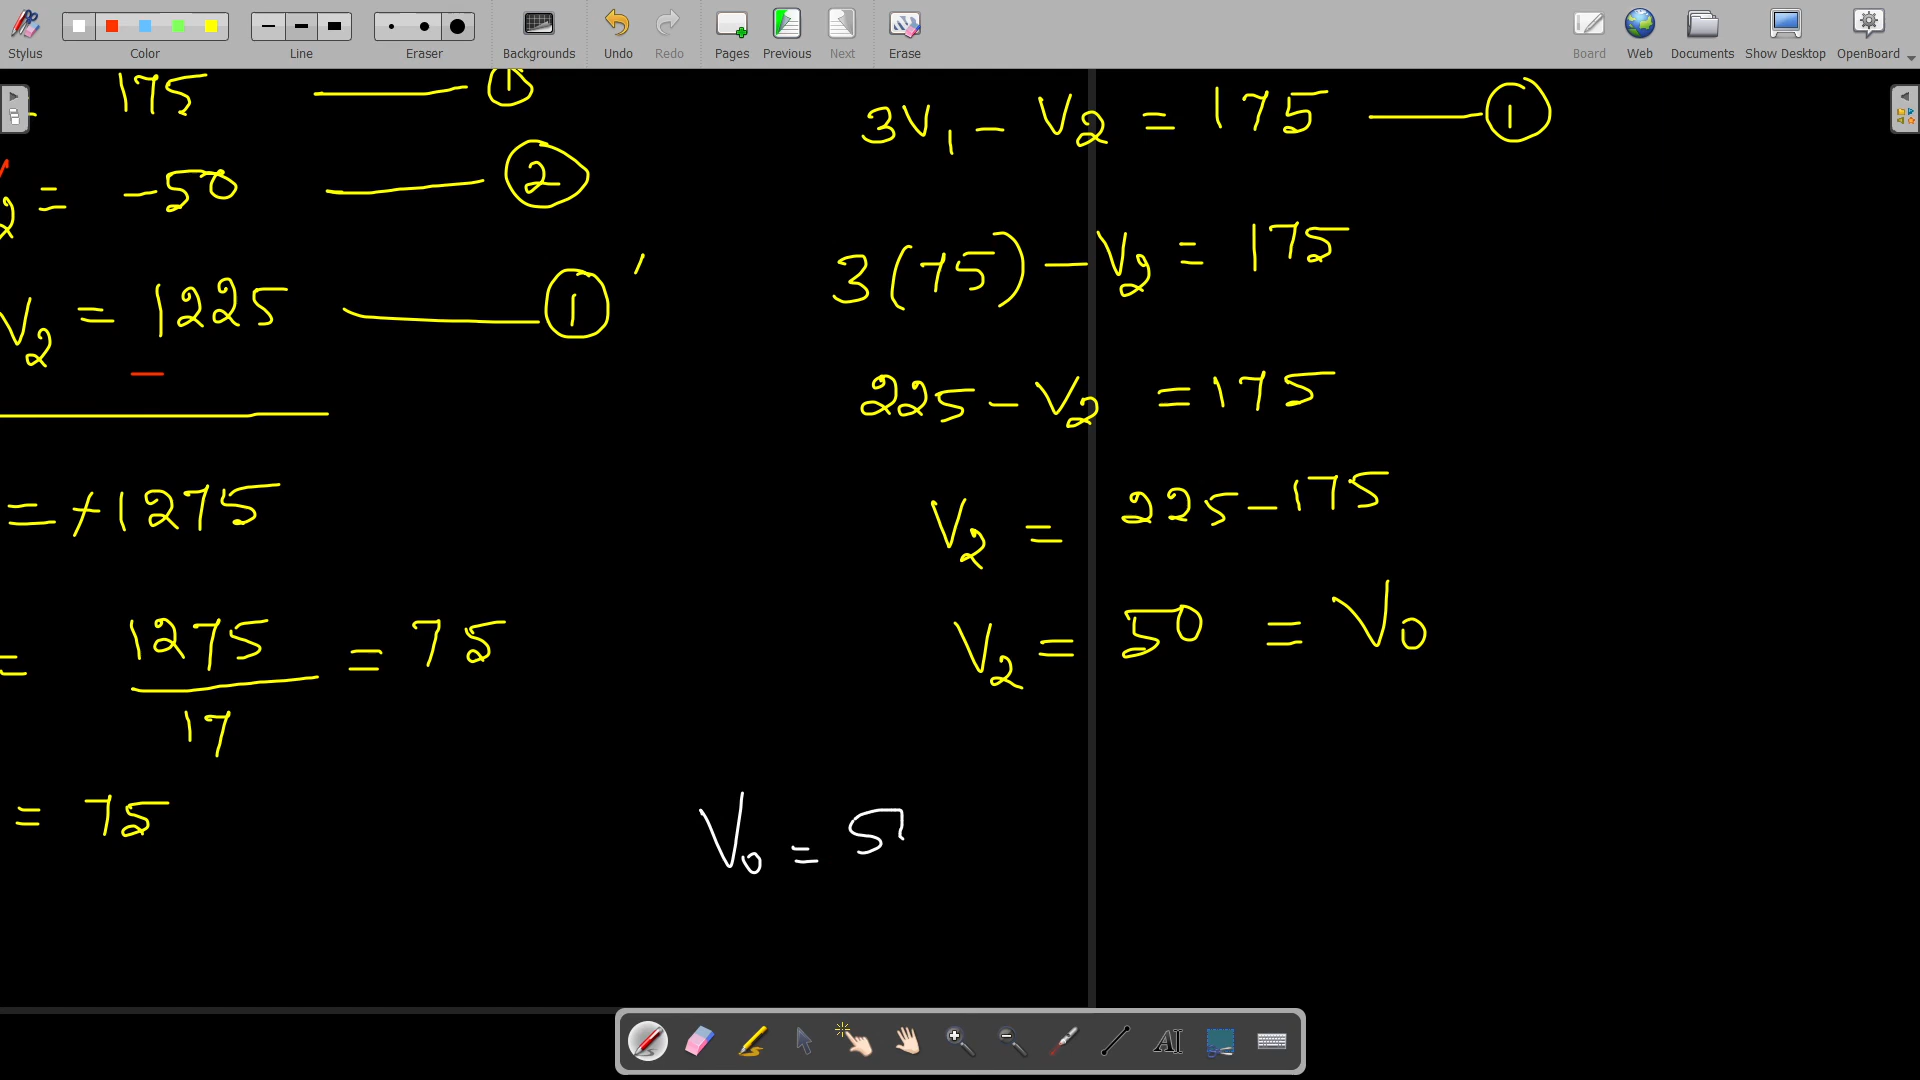 Stylus Color Line Eraser Backgrounds Undo Redo Pages Previous Next Erase Board Web Documents Show Desktop OpenBoard
175 ——— ①
2 = -50 ——— ②
V₂ = 1225 ——— ① '
= +1275
= 1275/17 = 75
= 75
3V₁ - V₂ = 175 ——— ①
3(75) - V₂ = 175
225 - V₂ = 175
V₂ = 225 - 175
V₂ = 50 = V₀
V₀ = 5